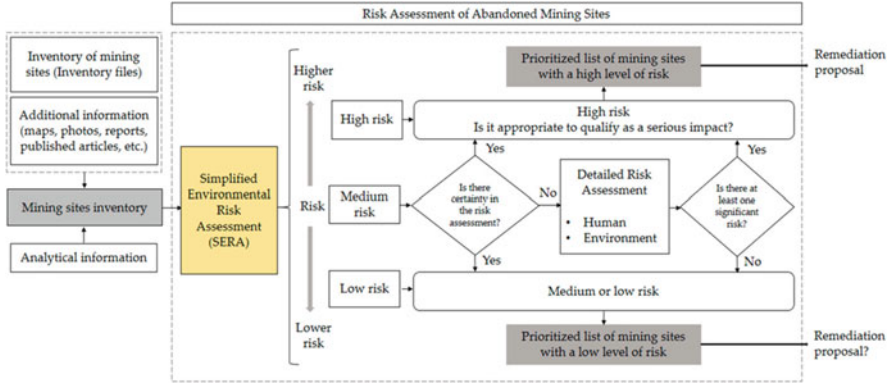 Risk Assessment of Abandoned Mining Sites
Inventory of mining
sites (Inventory files)
Additional information
(maps, photos, reports,
published articles, etc.)
Mining sites inventory
Analytical information
Simplified
Environmental
Risk
Assessment
(SERA)
Higher
risk
Risk
Lower
risk
High risk
Medium
risk
Low risk
Prioritized list of mining sites
with a high level of risk
Remediation
proposal
High risk
Is it appropriate to qualify as a serious impact?
Yes
Is there
certainty in
the risk
assessment?
No
Yes
Detailed Risk
Assessment
• Human
• Environment
Yes
Is there at
least one
significant
risk?
No
Medium or low risk
Prioritized list of mining sites
with a low level of risk
Remediation
proposal?